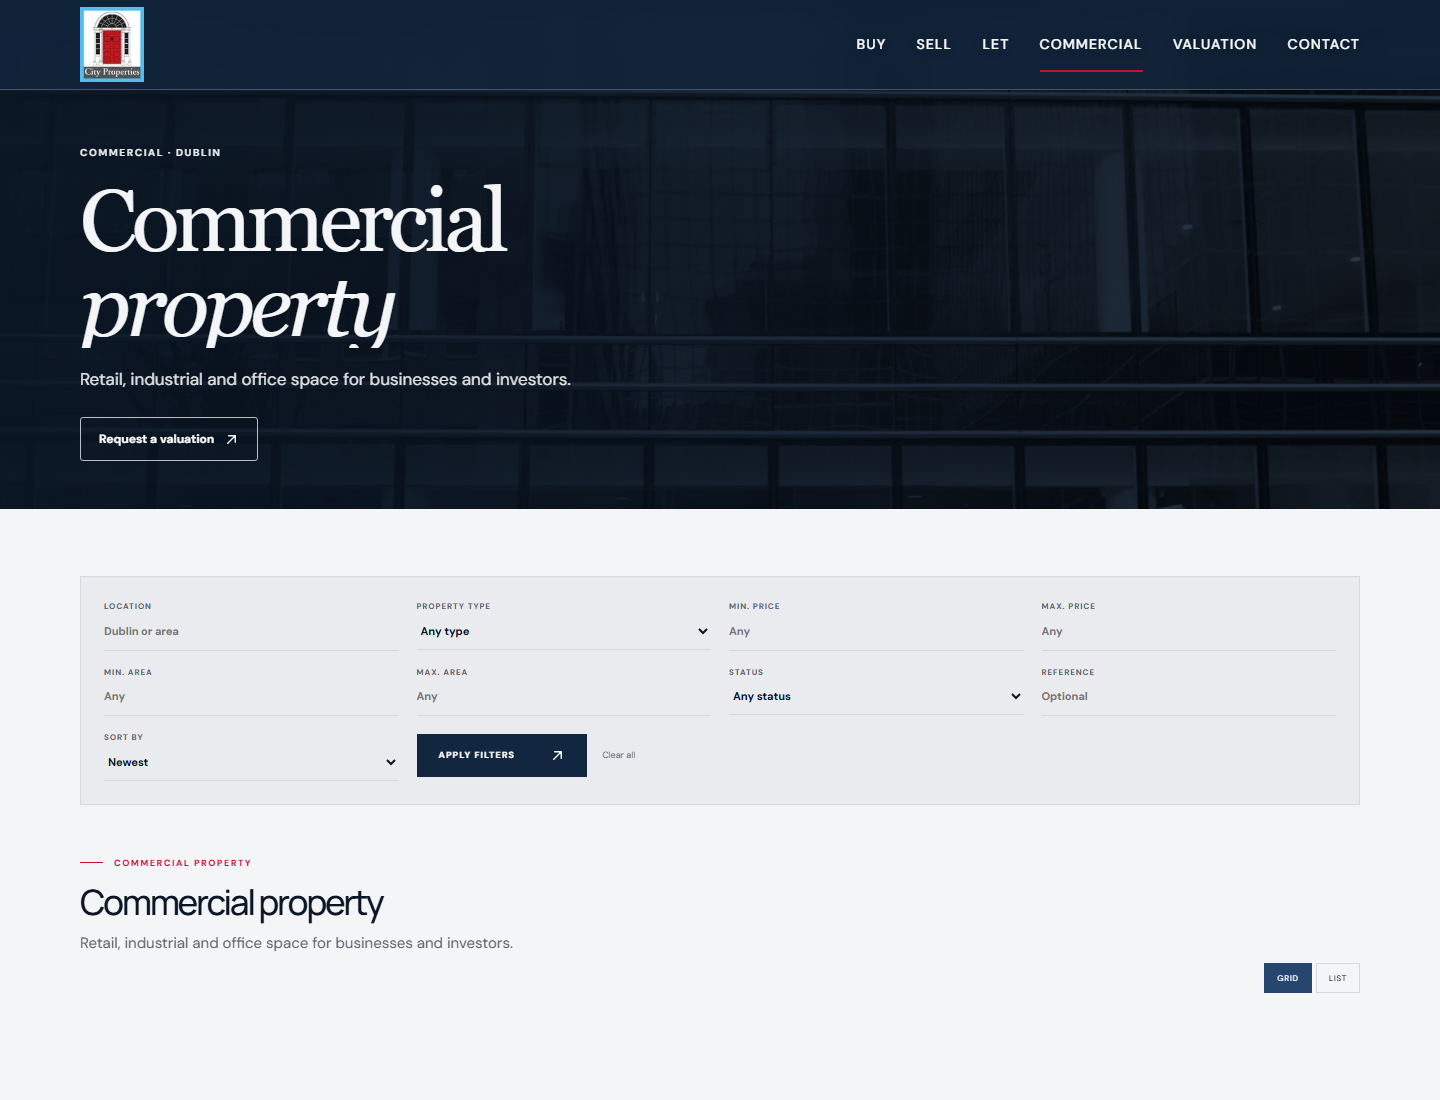 City Properties
BUY SELL LET COMMERCIAL VALUATION CONTACT
COMMERCIAL · DUBLIN
Commercial
property
Retail, industrial and office space for businesses and investors.
Request a valuation
LOCATION PROPERTY TYPE MIN. PRICE MAX. PRICE
Dublin or area Any type Any Any
MIN. AREA MAX. AREA STATUS REFERENCE
Any Any Any status Optional
SORT BY
Newest
APPLY FILTERS Clear all
COMMERCIAL PROPERTY
Commercial property
Retail, industrial and office space for businesses and investors.
GRID LIST